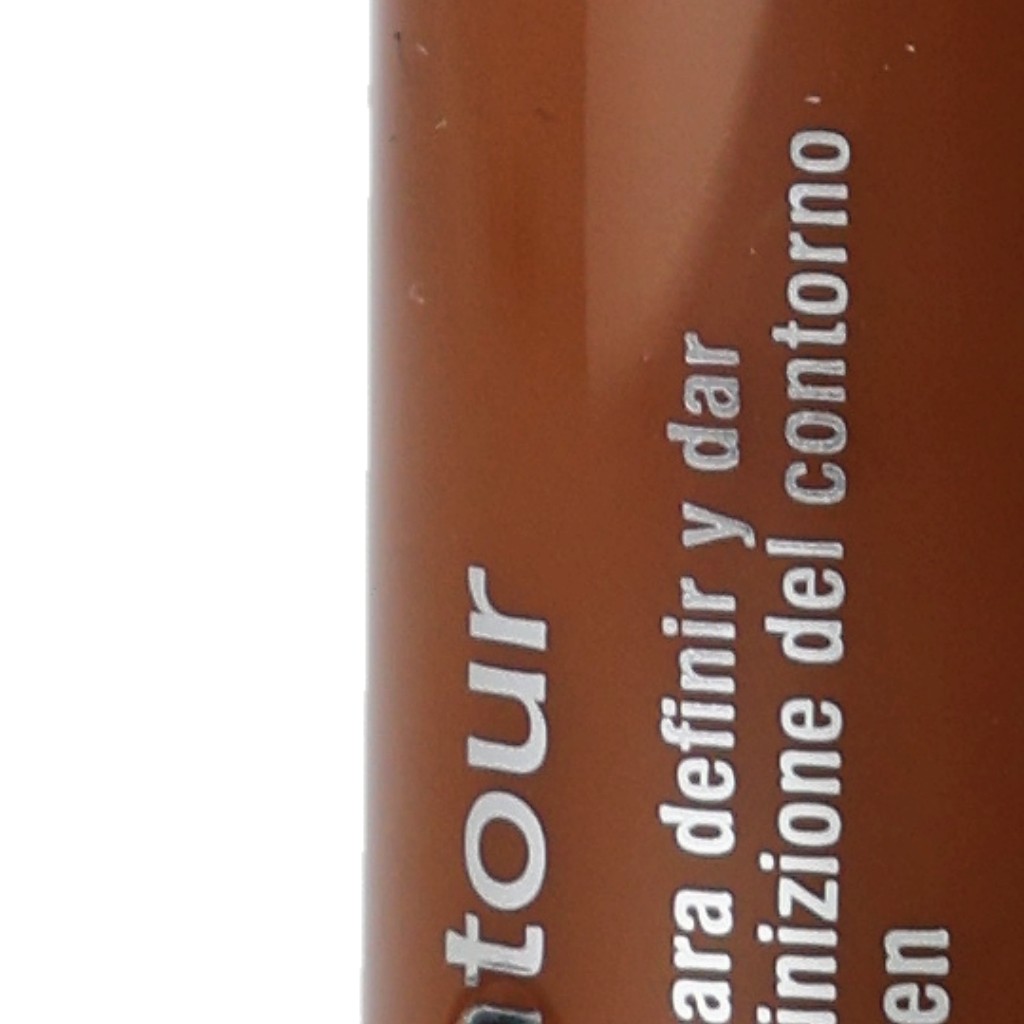 tour
ara definir y dar
inizione del contorno
en